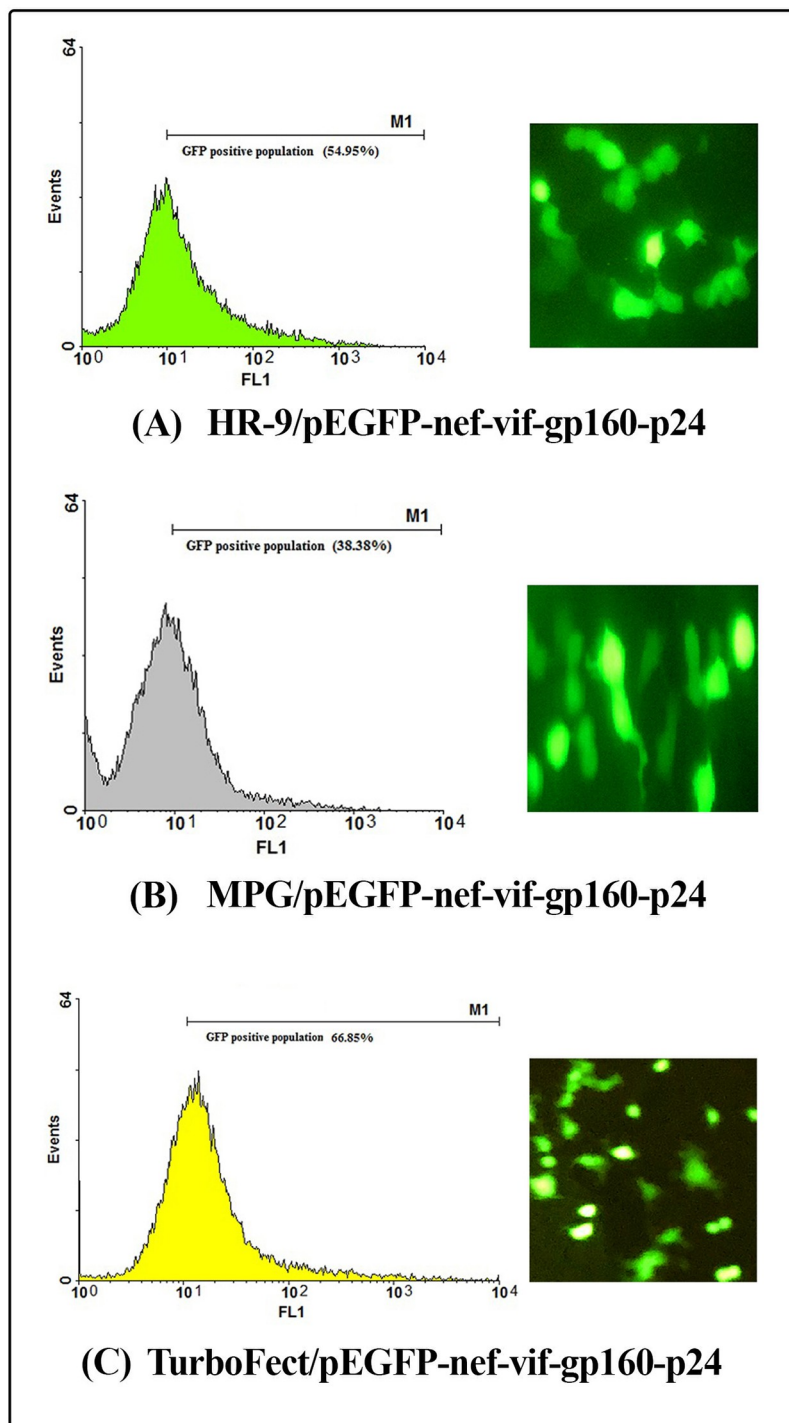 64
M1
GFP positive population (54.95%)
Events
0
10^0 10^1 10^2 10^3 10^4
FL1
(A) HR-9/pEGFP-nef-vif-gp160-p24
64
M1
GFP positive population (38.38%)
Events
0
10^0 10^1 10^2 10^3 10^4
FL1
(B) MPG/pEGFP-nef-vif-gp160-p24
64
M1
GFP positive population 66.85%
Events
0
10^0 10^1 10^2 10^3 10^4
FL1
(C) TurboFect/pEGFP-nef-vif-gp160-p24